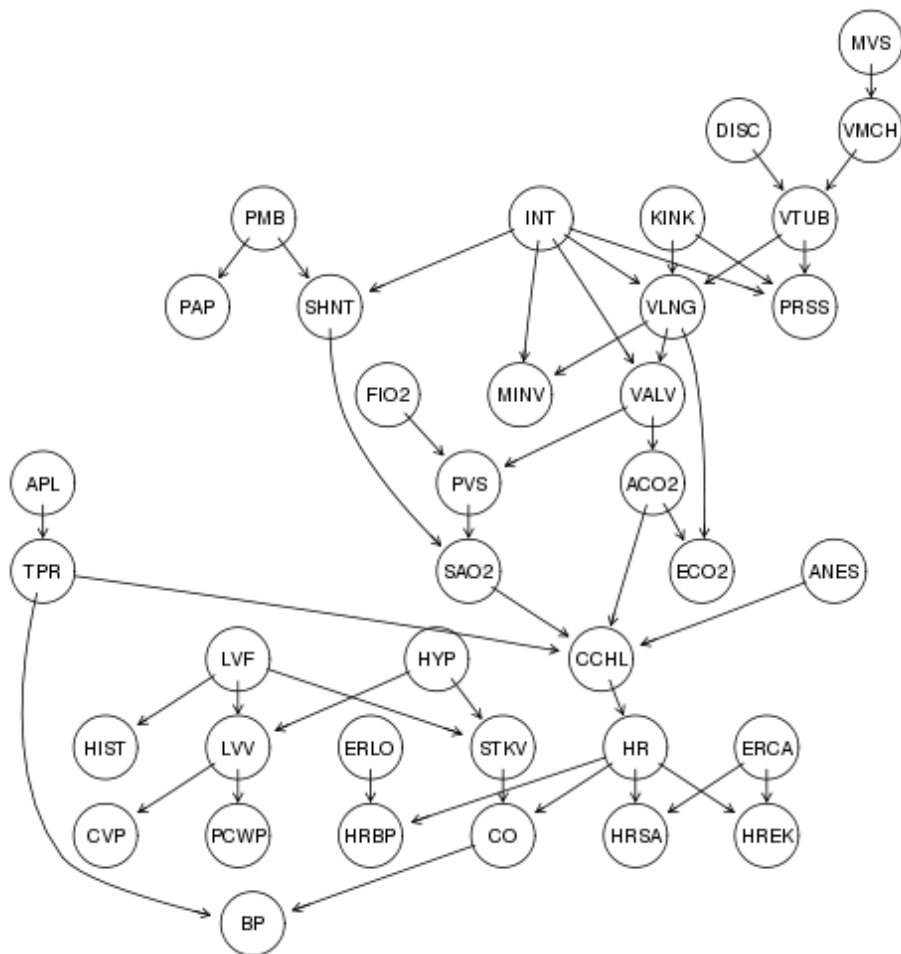 MVS
DISC VMCH
PMB INT KINK VTUB
PAP SHNT VLNG PRSS
FIO2 MINV VALV
APL PVS ACO2
TPR SAO2 ECO2 ANES
LVF HYP CCHL
HIST LVV ERLO STKV HR ERCA
CVP PCWP HRBP CO HRSA HREK
BP